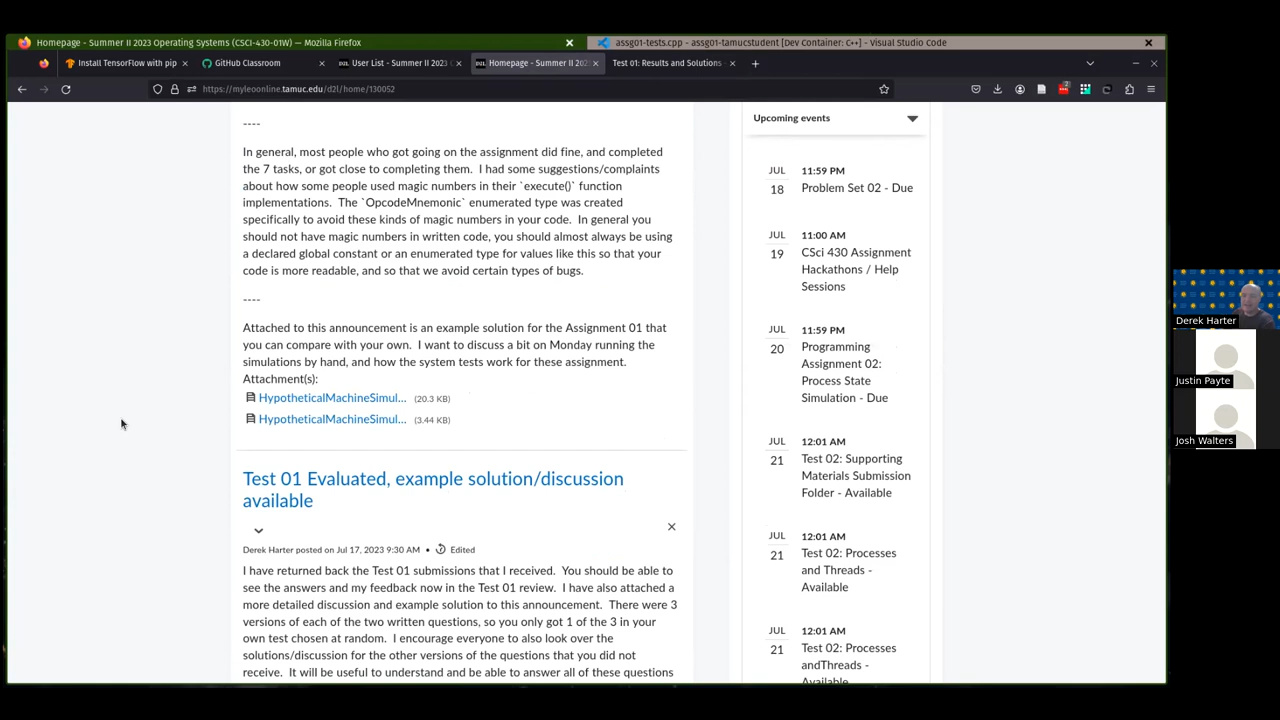 Homepage - Summer II 2023 Operating Systems (CSCI-430-01W) — Mozilla Firefox
assg01-tests.cpp - assg01-tamucstudent [Dev Container: C++] - Visual Studio Code
Install TensorFlow with pip
GitHub Classroom
User List - Summer II 2023
Homepage - Summer II 202
Test 01: Results and Solutions
https://myleoonline.tamuc.edu/d2l/home/130052
----
In general, most people who got going on the assignment did fine, and completed
the 7 tasks, or got close to completing them.  I had some suggestions/complaints
about how some people used magic numbers in their `execute()` function
implementations.  The `OpcodeMnemonic` enumerated type was created
specifically to avoid these kinds of magic numbers in your code.  In general you
should not have magic numbers in written code, you should almost always be using
a declared global constant or an enumerated type for values like this so that your
code is more readable, and so that we avoid certain types of bugs.
----
Attached to this announcement is an example solution for the Assignment 01 that
you can compare with your own.  I want to discuss a bit on Monday running the
simulations by hand, and how the system tests work for these assignment.
Attachment(s):
HypotheticalMachineSimul... (20.3 KB)
HypotheticalMachineSimul... (3.44 KB)
Test 01 Evaluated, example solution/discussion
available
Derek Harter posted on Jul 17, 2023 9:30 AM • Edited
I have returned back the Test 01 submissions that I received.  You should be able to
see the answers and my feedback now in the Test 01 review.  I have also attached a
more detailed discussion and example solution to this announcement.  There were 3
versions of each of the two written questions, so you only got 1 of the 3 in your
own test chosen at random.  I encourage everyone to also look over the
solutions/discussion for the other versions of the questions that you did not
receive.  It will be useful to understand and be able to answer all of these questions
Upcoming events
JUL
18
11:59 PM
Problem Set 02 - Due
JUL
19
11:00 AM
CSci 430 Assignment
Hackathons / Help
Sessions
JUL
20
11:59 PM
Programming
Assignment 02:
Process State
Simulation - Due
JUL
21
12:01 AM
Test 02: Supporting
Materials Submission
Folder - Available
JUL
21
12:01 AM
Test 02: Processes
and Threads -
Available
JUL
21
12:01 AM
Test 02: Processes
andThreads -
Available
Derek Harter
Justin Payte
Josh Walters